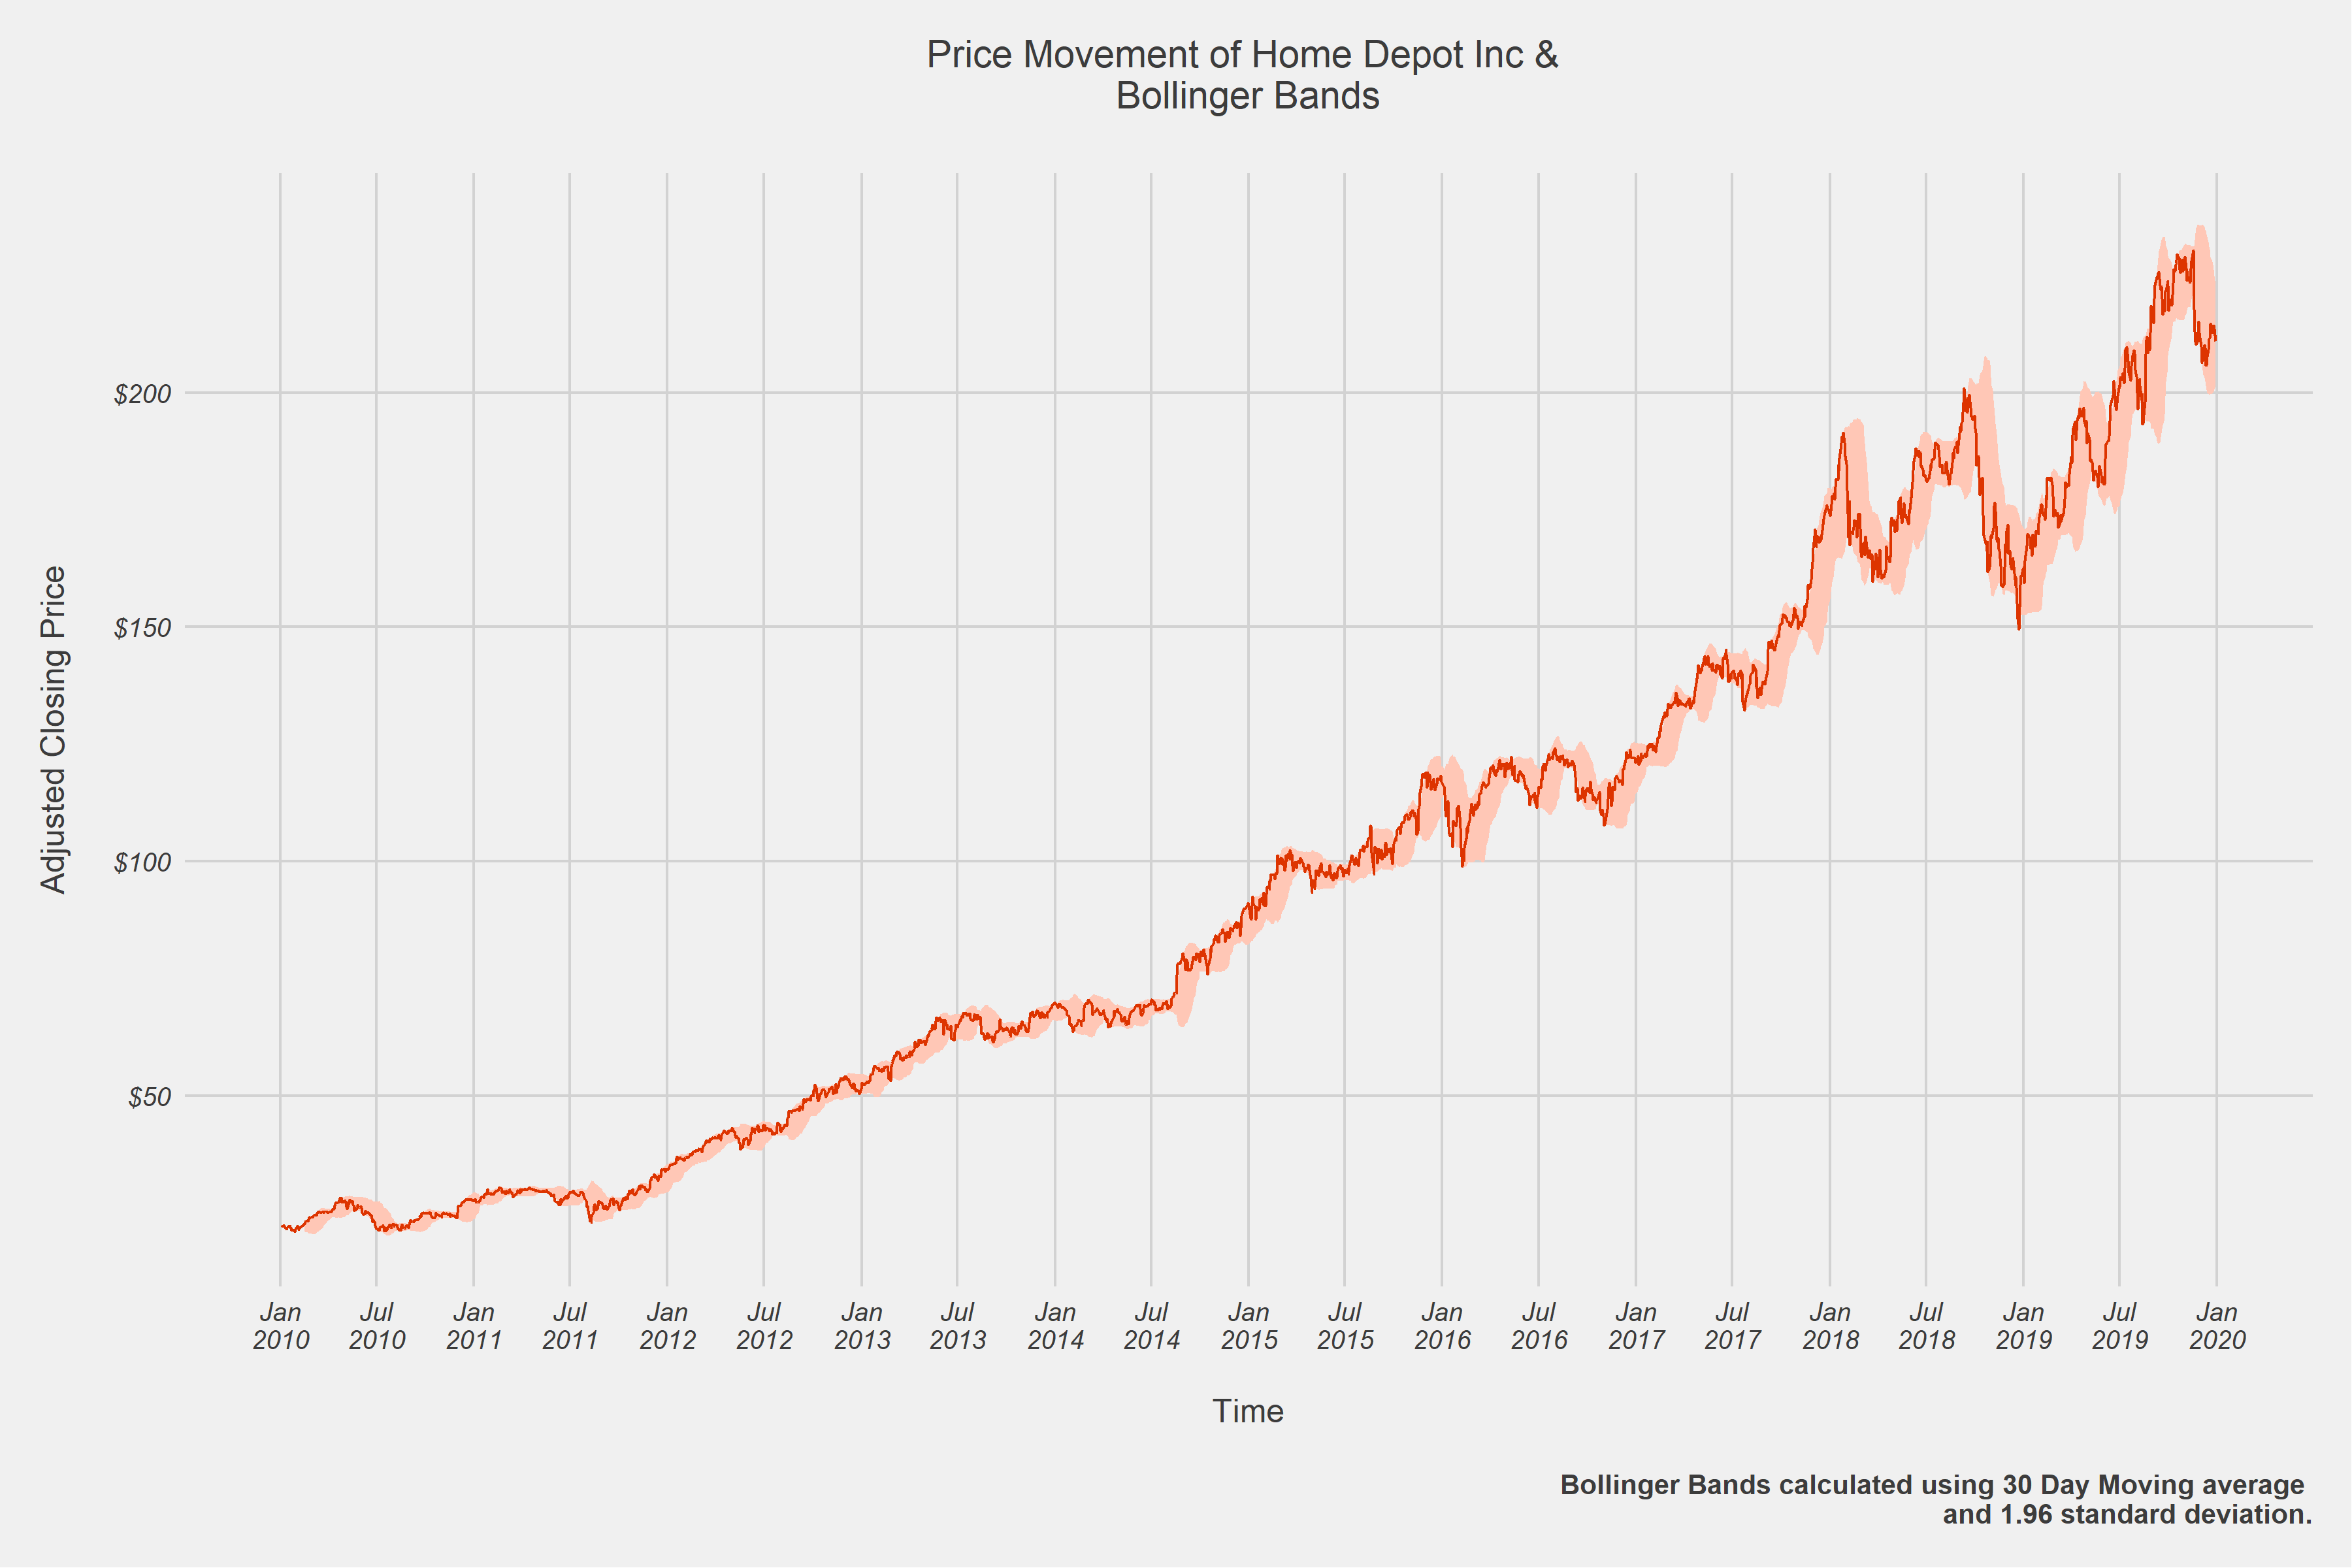 Price Movement of Home Depot Inc &
Bollinger Bands
Adjusted Closing Price
$200
$150
$100
$50
Jan 2010
Jul 2010
Jan 2011
Jul 2011
Jan 2012
Jul 2012
Jan 2013
Jul 2013
Jan 2014
Jul 2014
Jan 2015
Jul 2015
Jan 2016
Jul 2016
Jan 2017
Jul 2017
Jan 2018
Jul 2018
Jan 2019
Jul 2019
Jan 2020
Time
Bollinger Bands calculated using 30 Day Moving average
and 1.96 standard deviation.